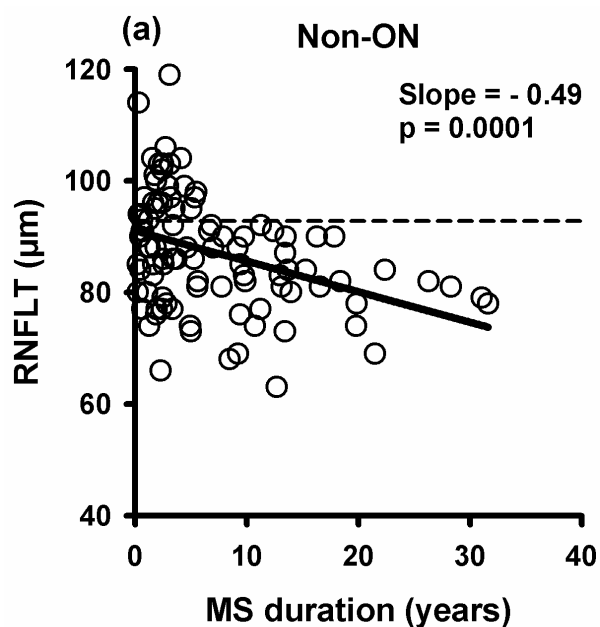 (a)
Non-ON
Slope = - 0.49
p = 0.0001
120
100
80
60
40
RNFLT (μm)
0 10 20 30 40
MS duration (years)